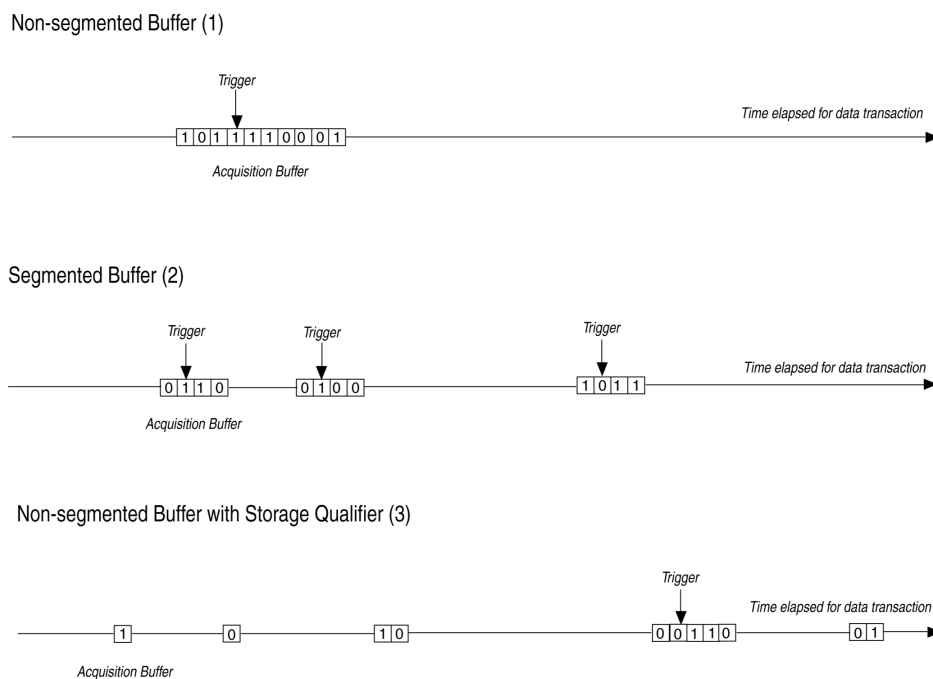 Non-segmented Buffer (1)
Trigger
Time elapsed for data transaction
1 0 1 1 1 1 0 0 0 1
Acquisition Buffer
Segmented Buffer (2)
Trigger Trigger Trigger
Time elapsed for data transaction
0 1 1 0 0 1 0 0 1 0 1 1
Acquisition Buffer
Non-segmented Buffer with Storage Qualifier (3)
Trigger
Time elapsed for data transaction
1 0 1 0 0 0 1 1 0 0 1
Acquisition Buffer